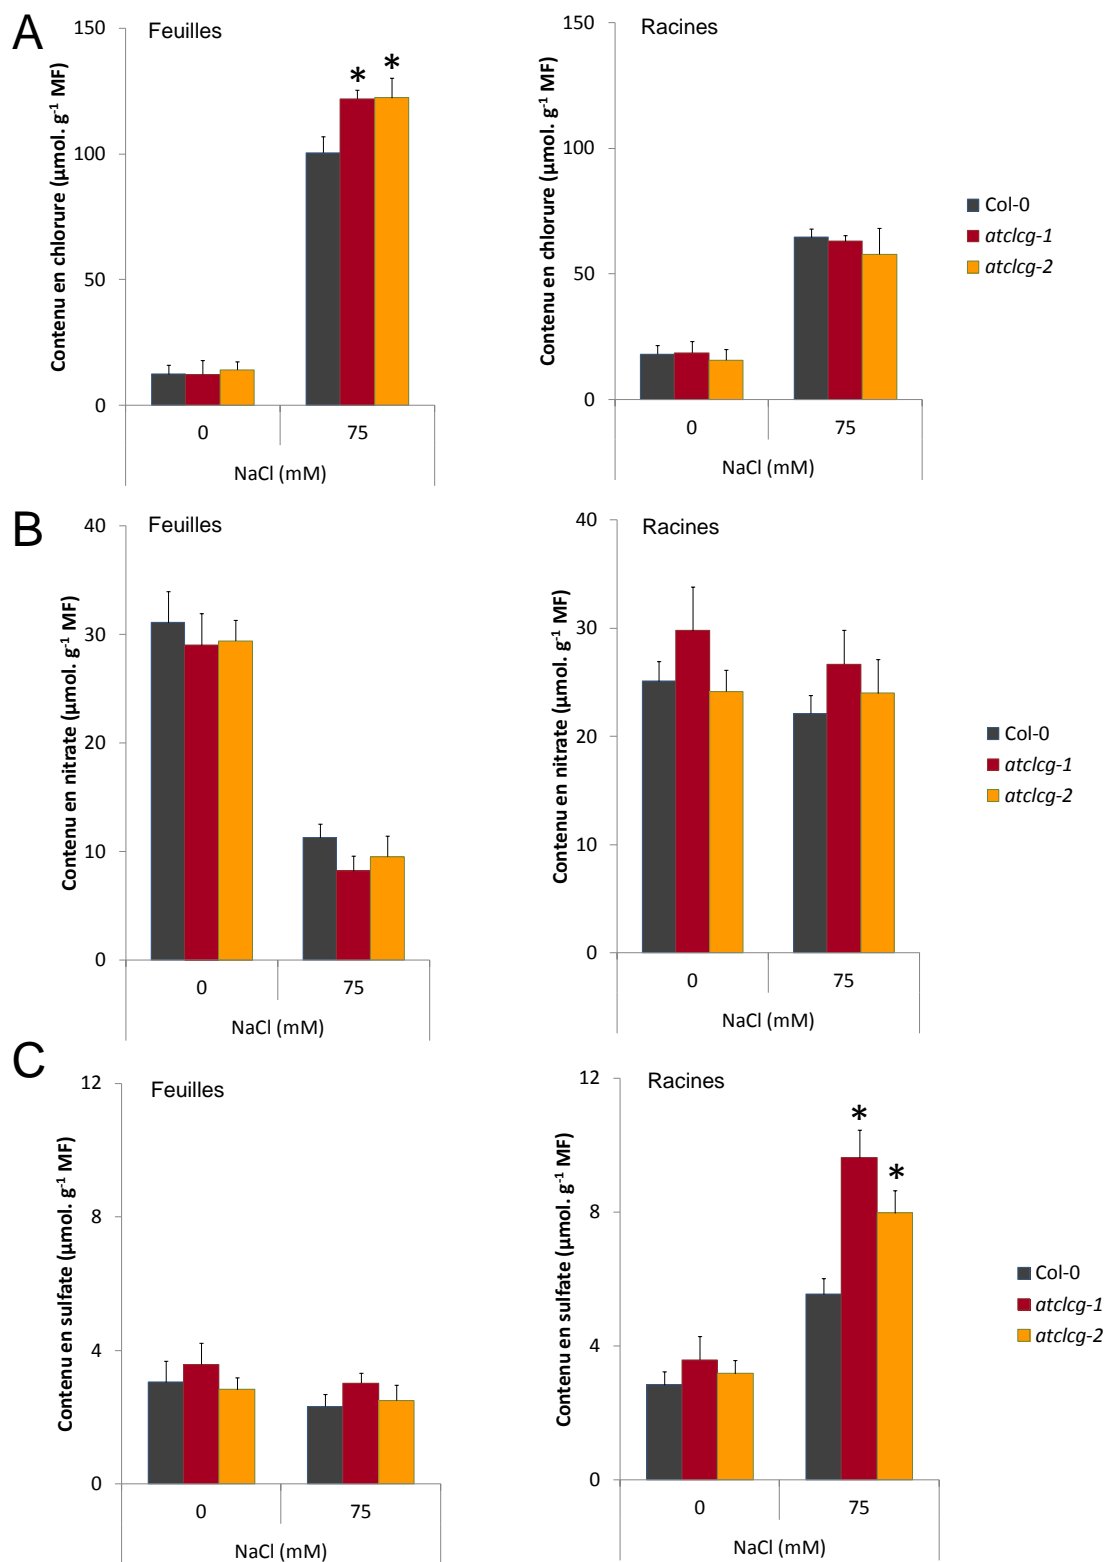 A
Feuilles
Contenu en chlorure (µmol. g⁻¹ MF)
150
100
50
0
* *
0 75
NaCl (mM)
Racines
Contenu en chlorure (µmol. g⁻¹ MF)
150
100
50
0
0 75
NaCl (mM)
Col-0
atclcg-1
atclcg-2
B
Feuilles
Contenu en nitrate (µmol. g⁻¹ MF)
40
30
20
10
0
0 75
NaCl (mM)
Racines
Contenu en nitrate (µmol. g⁻¹ MF)
40
30
20
10
0
0 75
NaCl (mM)
Col-0
atclcg-1
atclcg-2
C
Feuilles
Contenu en sulfate (µmol. g⁻¹ MF)
12
8
4
0
0 75
NaCl (mM)
Racines
Contenu en sulfate (µmol. g⁻¹ MF)
12
8
4
0
*
*
0 75
NaCl (mM)
Col-0
atclcg-1
atclcg-2